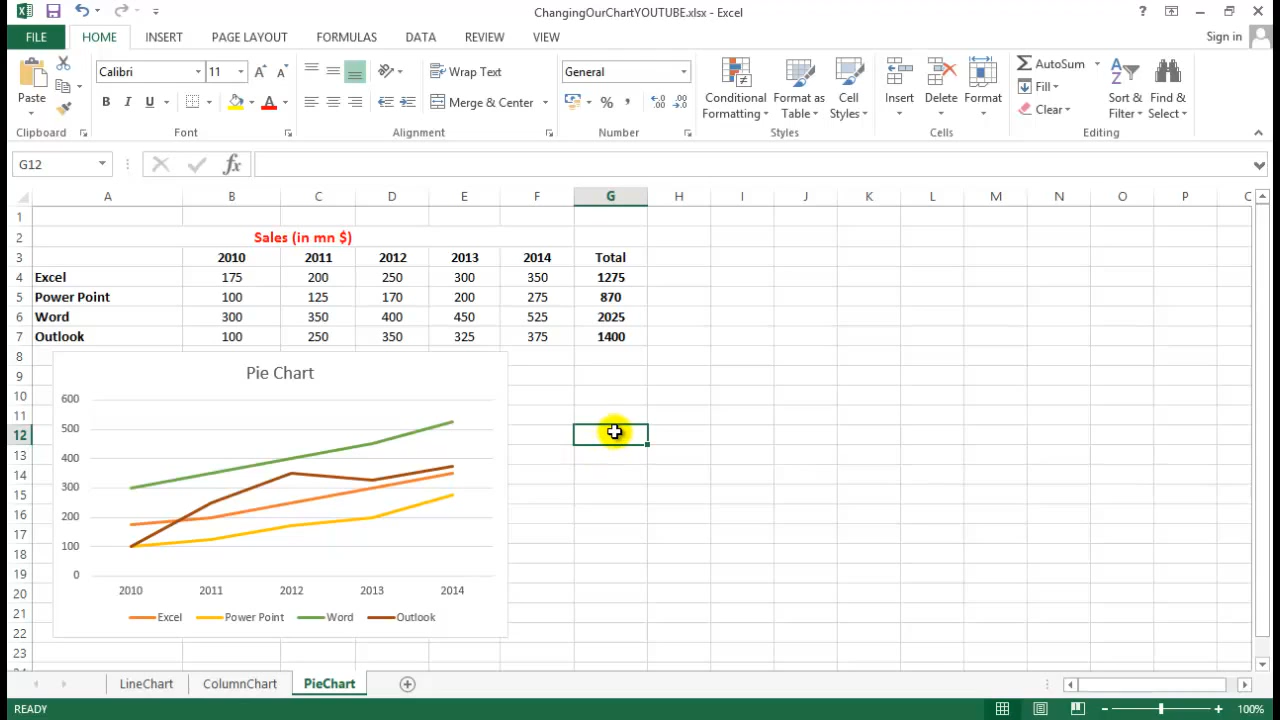 ChangingOurChartYOUTUBE.xlsx - Excel
FILE HOME INSERT PAGE LAYOUT FORMULAS DATA REVIEW VIEW Sign in
Calibri 11 Wrap Text General AutoSum
Paste Merge & Center Conditional Formatting Format as Table Cell Styles Insert Delete Format Fill Sort & Filter Find & Select
B I U A % , Clear
Clipboard Font Alignment Number Styles Cells Editing
G12 fx
A B C D E F G H I J K L M N O P
1
2 Sales (in mn $)
3 2010 2011 2012 2013 2014 Total
4 Excel 175 200 250 300 350 1275
5 Power Point 100 125 170 200 275 870
6 Word 300 350 400 450 525 2025
7 Outlook 100 250 350 325 375 1400
8
9
10
11
12
13
14
15
16
17
18
19
20
21
22
23
Pie Chart
600
500
400
300
200
100
0
2010 2011 2012 2013 2014
Excel Power Point Word Outlook
LineChart ColumnChart PieChart
READY 100%